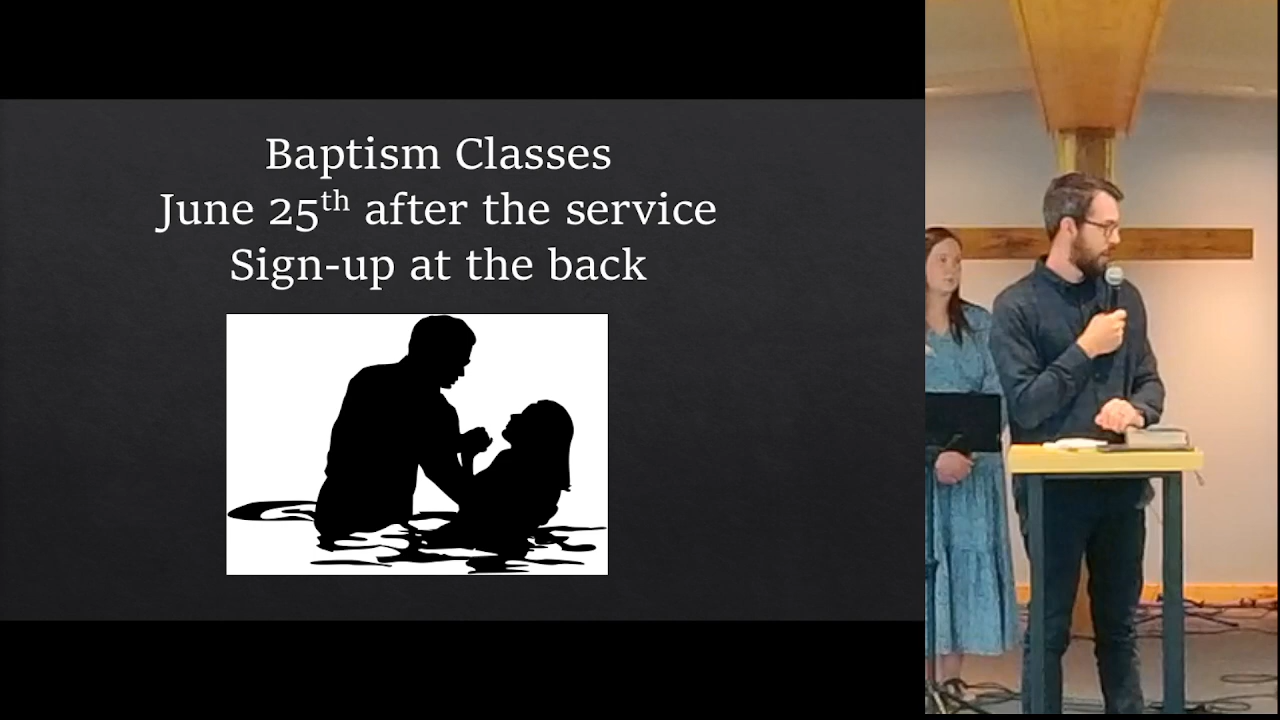 Baptism Classes
June 25th after the service
Sign-up at the back